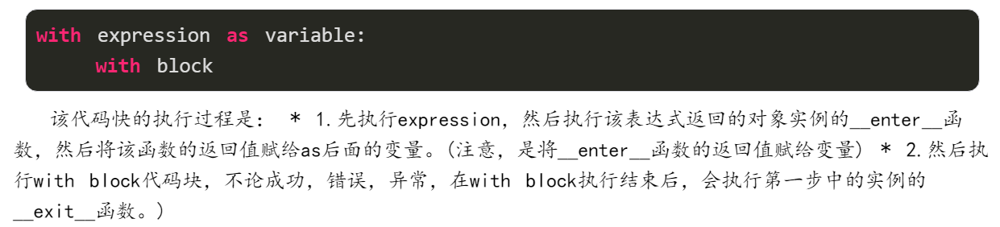 with expression as variable:
with block
该代码快的执行过程是： * 1.先执行expression，然后执行该表达式返回的对象实例的__enter__函
数，然后将该函数的返回值赋给as后面的变量。(注意，是将__enter__函数的返回值赋给变量) * 2.然后执
行with block代码块，不论成功，错误，异常，在with block执行结束后，会执行第一步中的实例的
__exit__函数。)